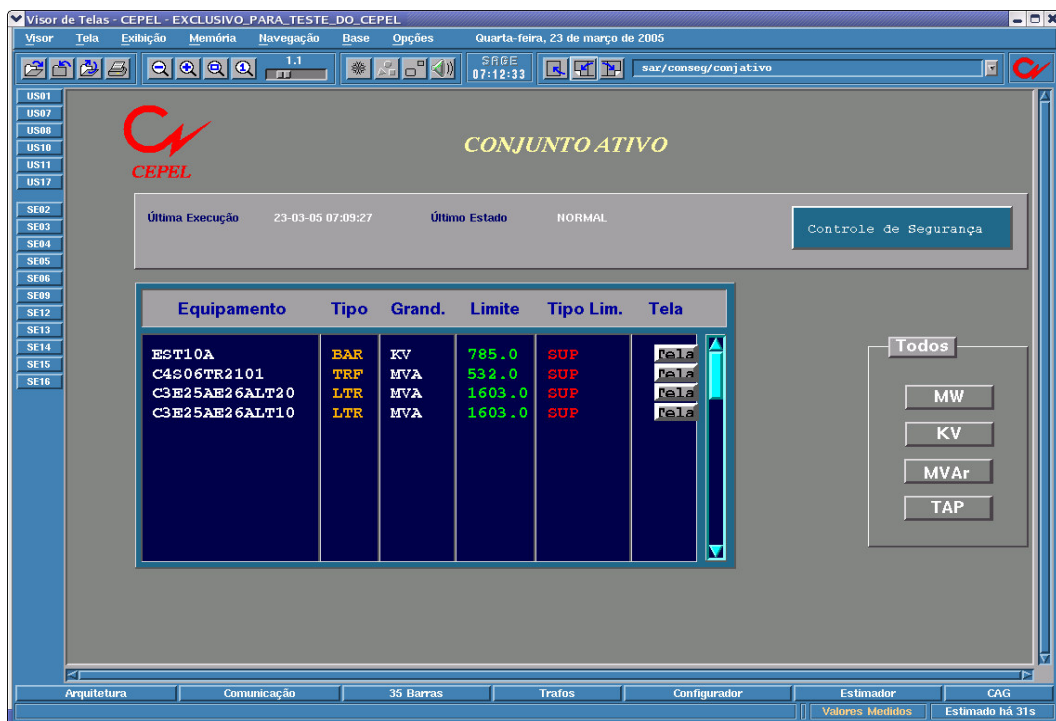 Visor de Telas - CEPEL - EXCLUSIVO_PARA_TESTE_DO_CEPEL
Visor Tela Exibição Memória Navegação Base Opções Quarta-feira, 23 de março de 2005
1.1
SAGE
07:12:33
sar/conseg/conjativo
US01
US07
US08
US10
US11
US17
SE02
SE03
SE04
SE05
SE06
SE09
SE12
SE13
SE14
SE15
SE16
CEPEL
CONJUNTO ATIVO
Última Execução 23-03-05 07:09:27 Último Estado NORMAL
Controle de Segurança
Equipamento Tipo Grand. Limite Tipo Lim. Tela
EST10A BAR KV 785.0 SUP Tela
C4S06TR2101 TRF MVA 532.0 SUP Tela
C3E25AE26ALT20 LTR MVA 1603.0 SUP Tela
C3E25AE26ALT10 LTR MVA 1603.0 SUP Tela
Todos
MW
KV
MVAr
TAP
Arquitetura Comunicação 35 Barras Trafos Configurador Estimador CAG
Valores Medidos Estimado há 31s